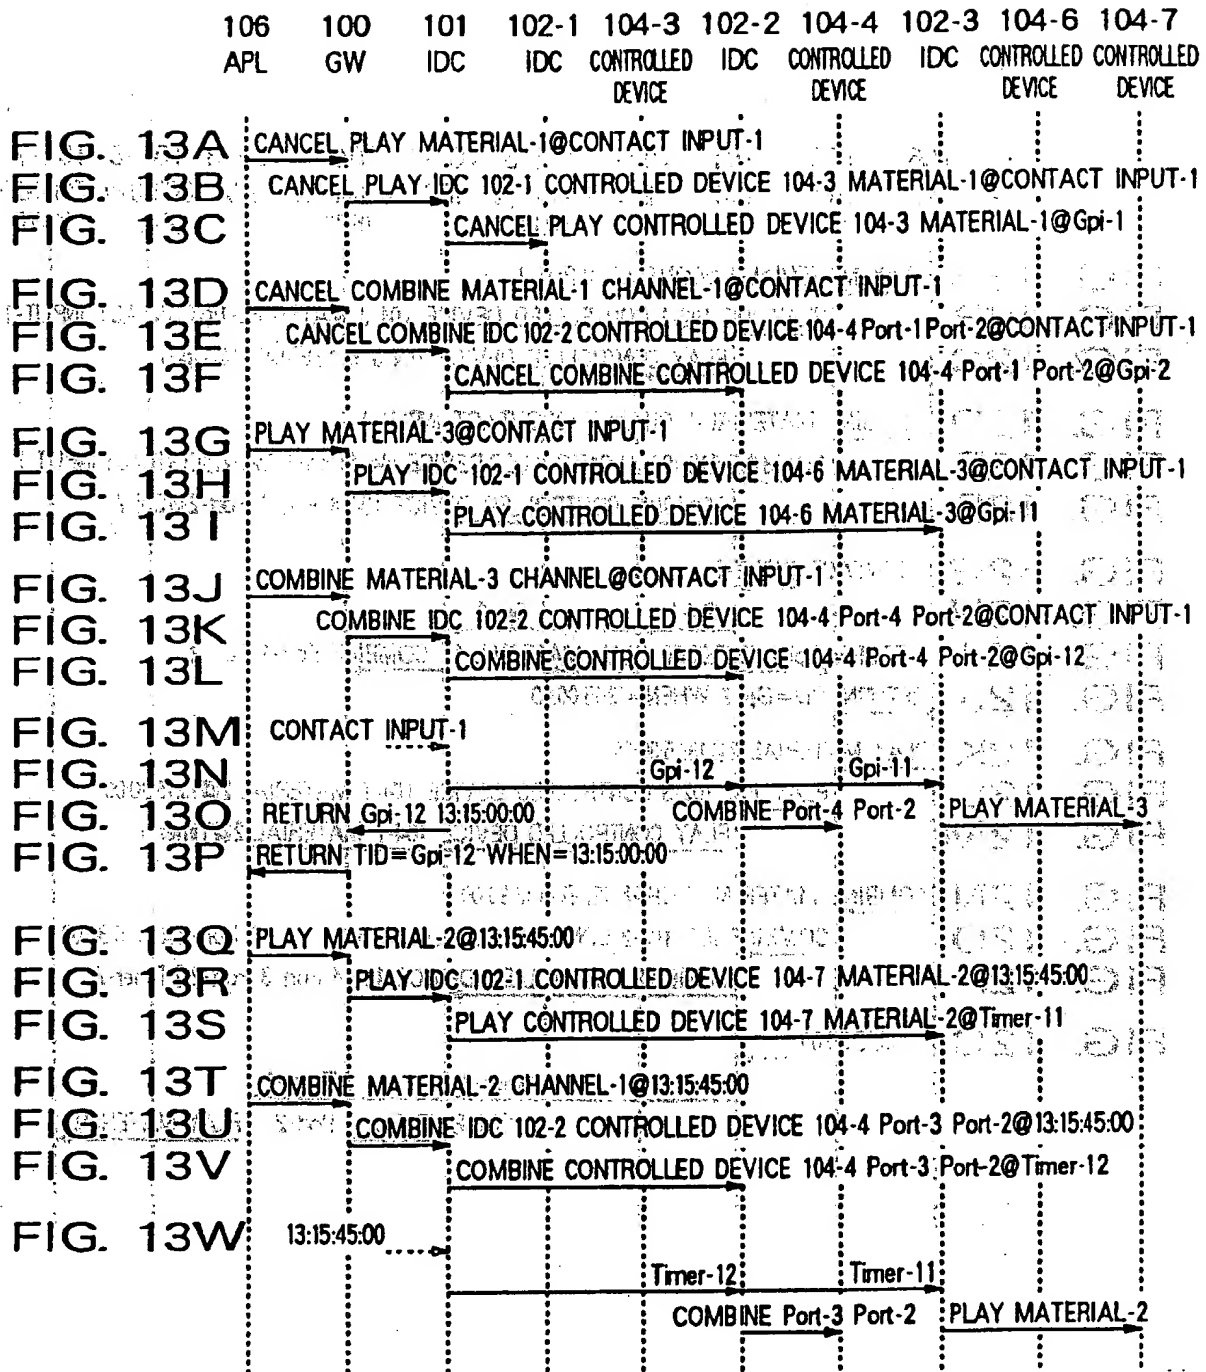 106 100 101 102-1 104-3 102-2 104-4 102-3 104-6 104-7
APL GW IDC IDC CONTROLLED IDC CONTROLLED IDC CONTROLLED CONTROLLED
DEVICE DEVICE DEVICE DEVICE
FIG. 13A CANCEL PLAY MATERIAL-1@CONTACT INPUT-1
FIG. 13B CANCEL PLAY IDC 102-1 CONTROLLED DEVICE 104-3 MATERIAL-1@CONTACT INPUT-1
FIG. 13C CANCEL PLAY CONTROLLED DEVICE 104-3 MATERIAL-1@Gpi-1
FIG. 13D CANCEL COMBINE MATERIAL-1 CHANNEL-1@CONTACT INPUT-1
FIG. 13E CANCEL COMBINE IDC 102-2 CONTROLLED DEVICE 104-4 Port-1 Port-2@CONTACT INPUT-1
FIG. 13F CANCEL COMBINE CONTROLLED DEVICE 104-4 Port-1 Port-2@Gpi-2
FIG. 13G PLAY MATERIAL-3@CONTACT INPUT-1
FIG. 13H PLAY IDC 102-1 CONTROLLED DEVICE 104-6 MATERIAL-3@CONTACT INPUT-1
FIG. 13I PLAY CONTROLLED DEVICE 104-6 MATERIAL-3@Gpi-11
FIG. 13J COMBINE MATERIAL-3 CHANNEL@CONTACT INPUT-1
FIG. 13K COMBINE IDC 102-2 CONTROLLED DEVICE 104-4 Port-4 Port-2@CONTACT INPUT-1
FIG. 13L COMBINE CONTROLLED DEVICE 104-4 Port-4 Port-2@Gpi-12
FIG. 13M CONTACT INPUT-1
FIG. 13N Gpi-12 Gpi-11
FIG. 13O RETURN Gpi-12 13:15:00:00 COMBINE Port-4 Port-2 PLAY MATERIAL-3
FIG. 13P RETURN TID=Gpi-12 WHEN=13:15:00:00
FIG. 13Q PLAY MATERIAL-2@13:15:45:00
FIG. 13R PLAY IDC 102-1 CONTROLLED DEVICE 104-7 MATERIAL-2@13:15:45:00
FIG. 13S PLAY CONTROLLED DEVICE 104-7 MATERIAL-2@Timer-11
FIG. 13T COMBINE MATERIAL-2 CHANNEL-1@13:15:45:00
FIG. 13U COMBINE IDC 102-2 CONTROLLED DEVICE 104-4 Port-3 Port-2@13:15:45:00
FIG. 13V COMBINE CONTROLLED DEVICE 104-4 Port-3 Port-2@Timer-12
FIG. 13W 13:15:45:00
Timer-12 Timer-11
COMBINE Port-3 Port-2 PLAY MATERIAL-2